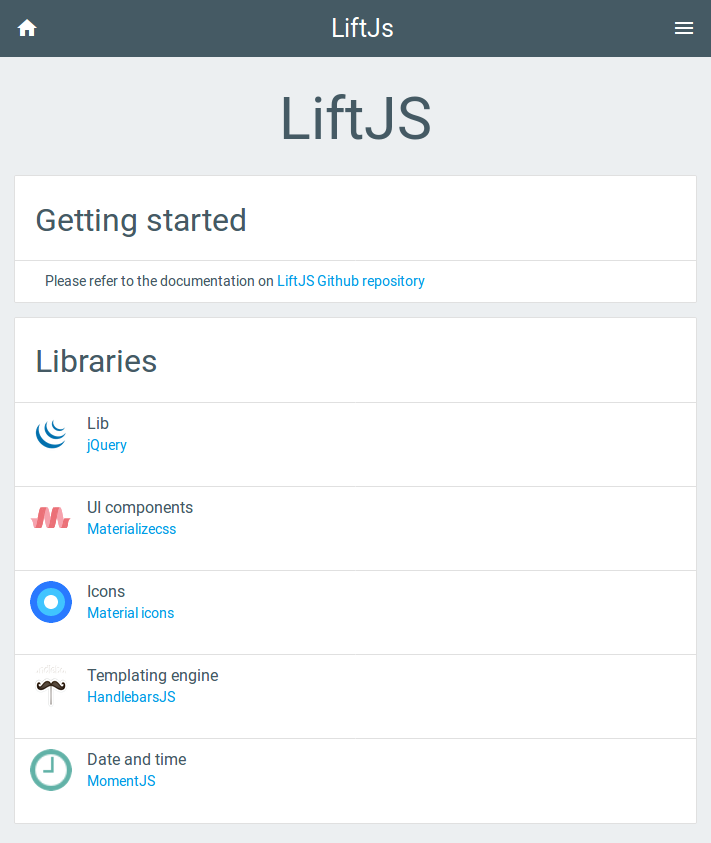 LiftJs
LiftJS
Getting started
Please refer to the documentation on LiftJS Github repository
Libraries
Lib
jQuery
UI components
Materializecss
Icons
Material icons
Templating engine
HandlebarsJS
Date and time
MomentJS